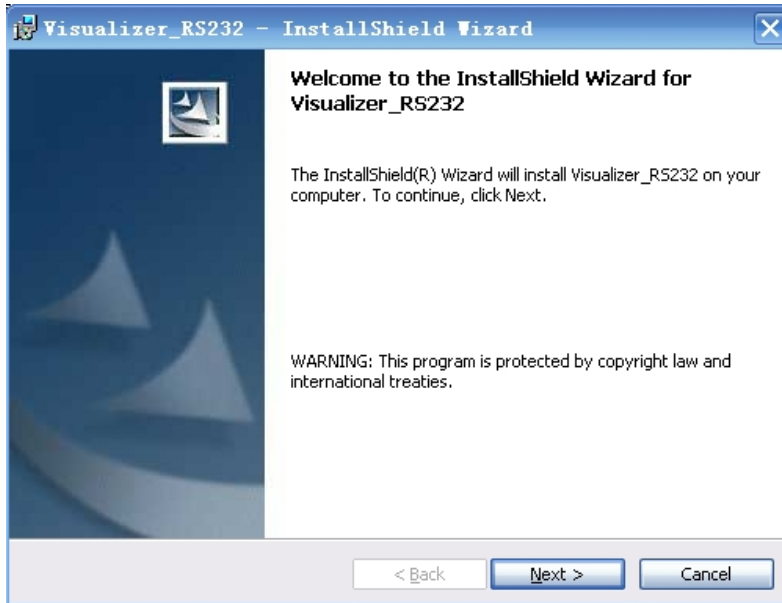 Visualizer_RS232 - InstallShield Wizard
Welcome to the InstallShield Wizard for
Visualizer_RS232
The InstallShield(R) Wizard will install Visualizer_RS232 on your
computer. To continue, click Next.
WARNING: This program is protected by copyright law and
international treaties.
< Back
Next >
Cancel